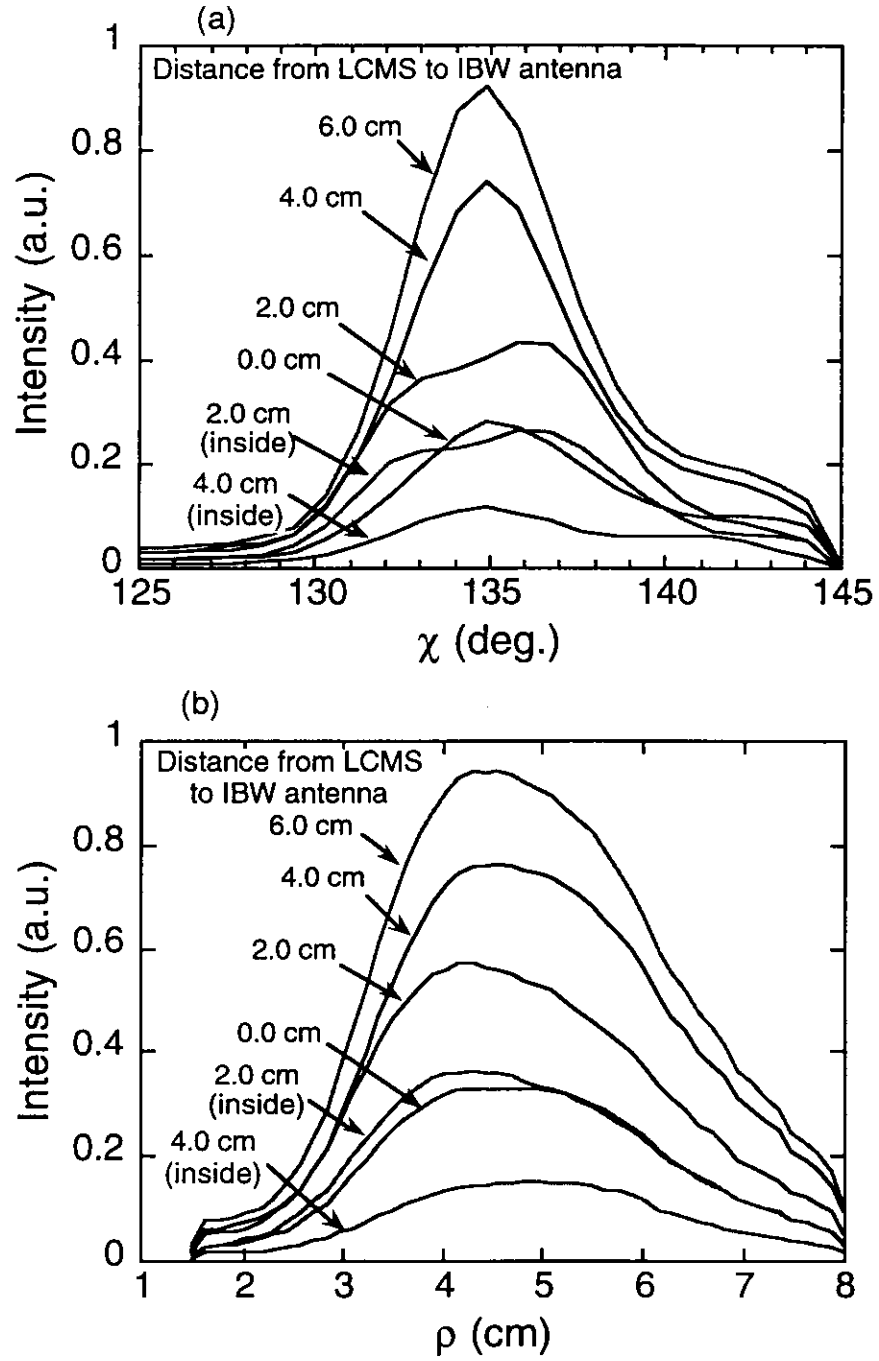 (a)
1
Distance from LCMS to IBW antenna
6.0 cm
0.8
4.0 cm
0.6
2.0 cm
0.4
0.0 cm
2.0 cm
(inside)
0.2
4.0 cm
(inside)
0
Intensity (a.u.)
125 130 135 140 145
χ (deg.)
(b)
1
Distance from LCMS
to IBW antenna
6.0 cm
0.8
4.0 cm
0.6
2.0 cm
0.4
0.0 cm
2.0 cm
(inside)
0.2
4.0 cm
(inside)
0
Intensity (a.u.)
1 2 3 4 5 6 7 8
ρ (cm)